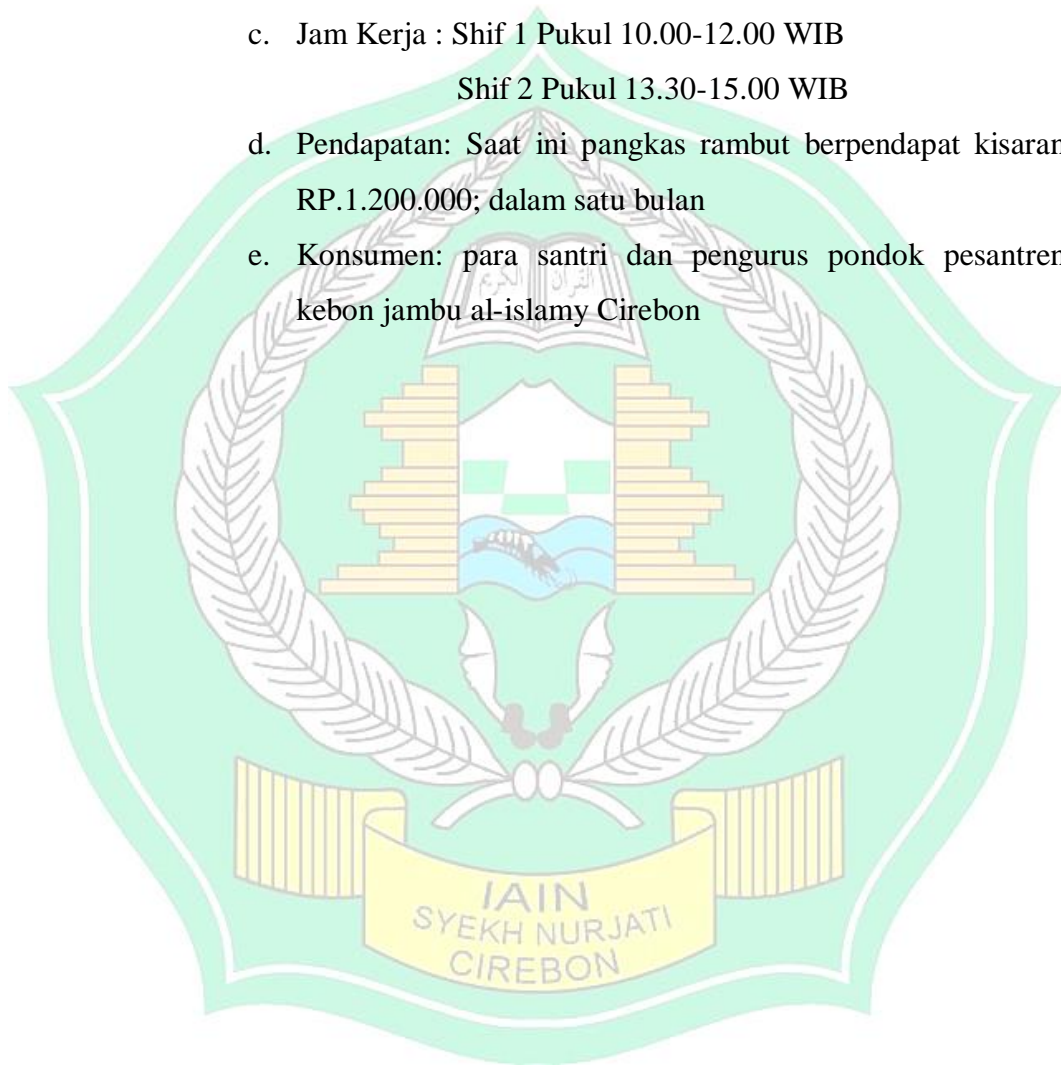 c. Jam Kerja : Shif 1 Pukul 10.00-12.00 WIB
Shif 2 Pukul 13.30-15.00 WIB
d. Pendapatan: Saat ini pangkas rambut berpendapat kisaran
RP.1.200.000; dalam satu bulan
e. Konsumen: para santri dan pengurus pondok pesantren
kebon jambu al-islamy Cirebon
القرآن الكريم
IAIN
SYEKH NURJATI
CIREBON